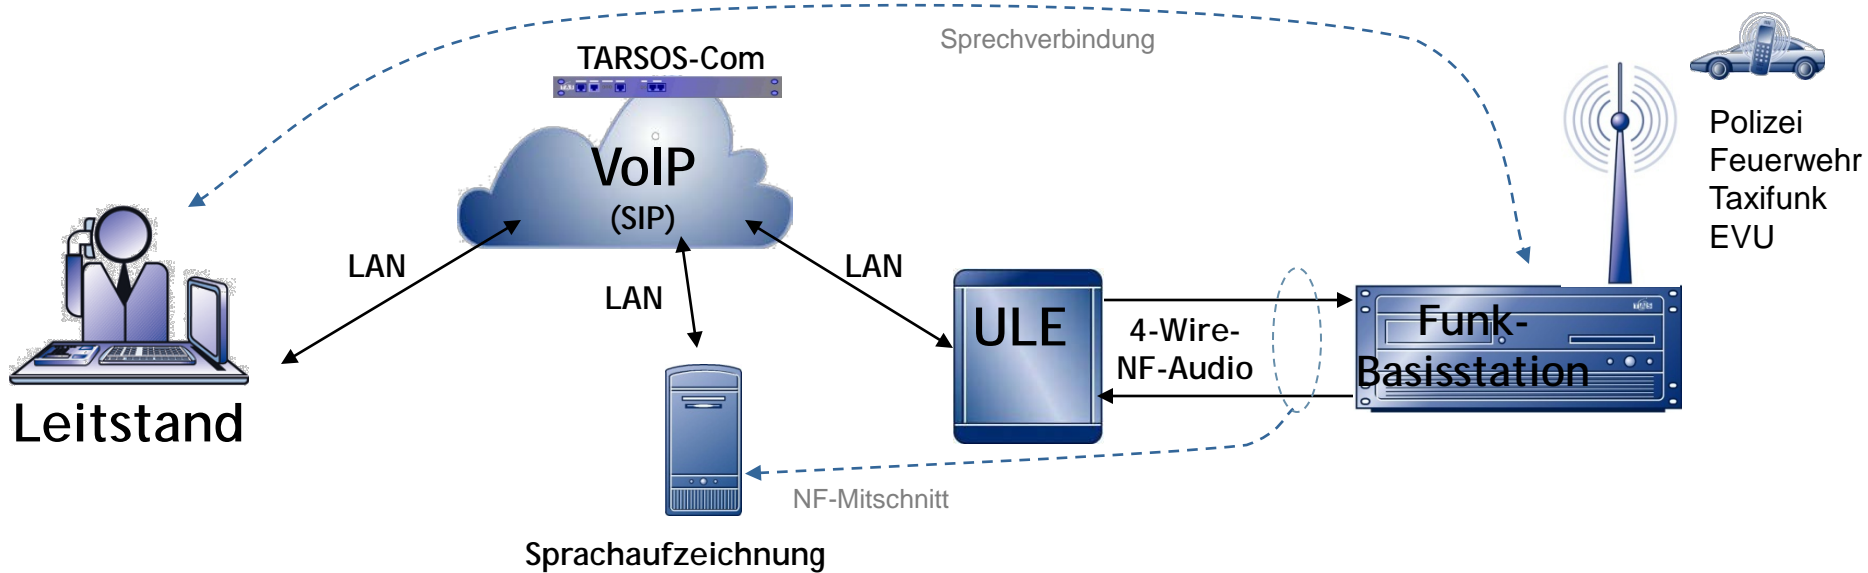 Sprechverbindung
TARSOS-Com
VoIP
(SIP)
Polizei
Feuerwehr
Taxifunk
EVU
LAN
LAN
LAN
ULE
4-Wire-
NF-Audio
Funk-
Basisstation
Leitstand
NF-Mitschnitt
Sprachaufzeichnung